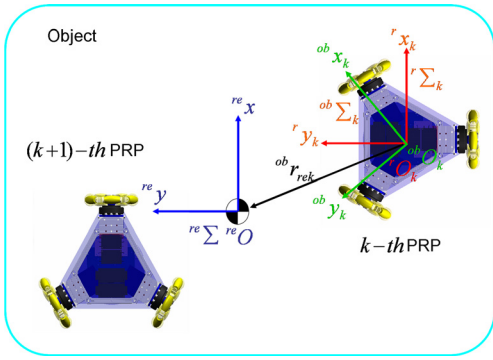 Object
ob x k
r x k
ob Σ k
r Σ k
re x
(k+1)−th PRP
r y k
ob O k
r O k
ob r rek
re y
ob y k
re Σ
re O
k−th PRP